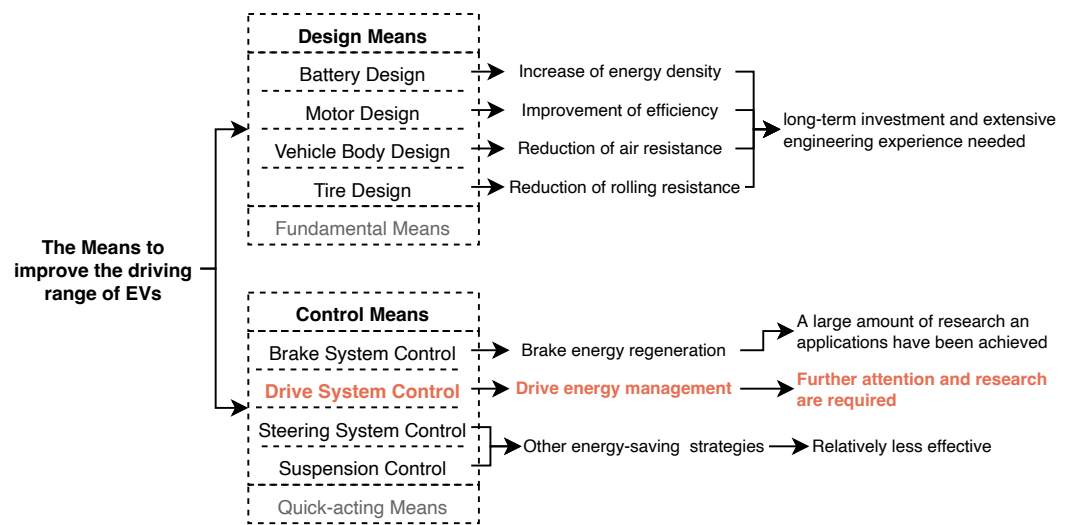 The Means to
improve the driving
range of EVs
Design Means
Battery Design
Increase of energy density
Motor Design
Improvement of efficiency
Vehicle Body Design
Reduction of air resistance
Tire Design
Reduction of rolling resistance
Fundamental Means
long-term investment and extensive
engineering experience needed
Control Means
Brake System Control
Brake energy regeneration
A large amount of research an
applications have been achieved
Drive System Control
Drive energy management
Further attention and research
are required
Steering System Control
Suspension Control
Other energy-saving strategies
Relatively less effective
Quick-acting Means